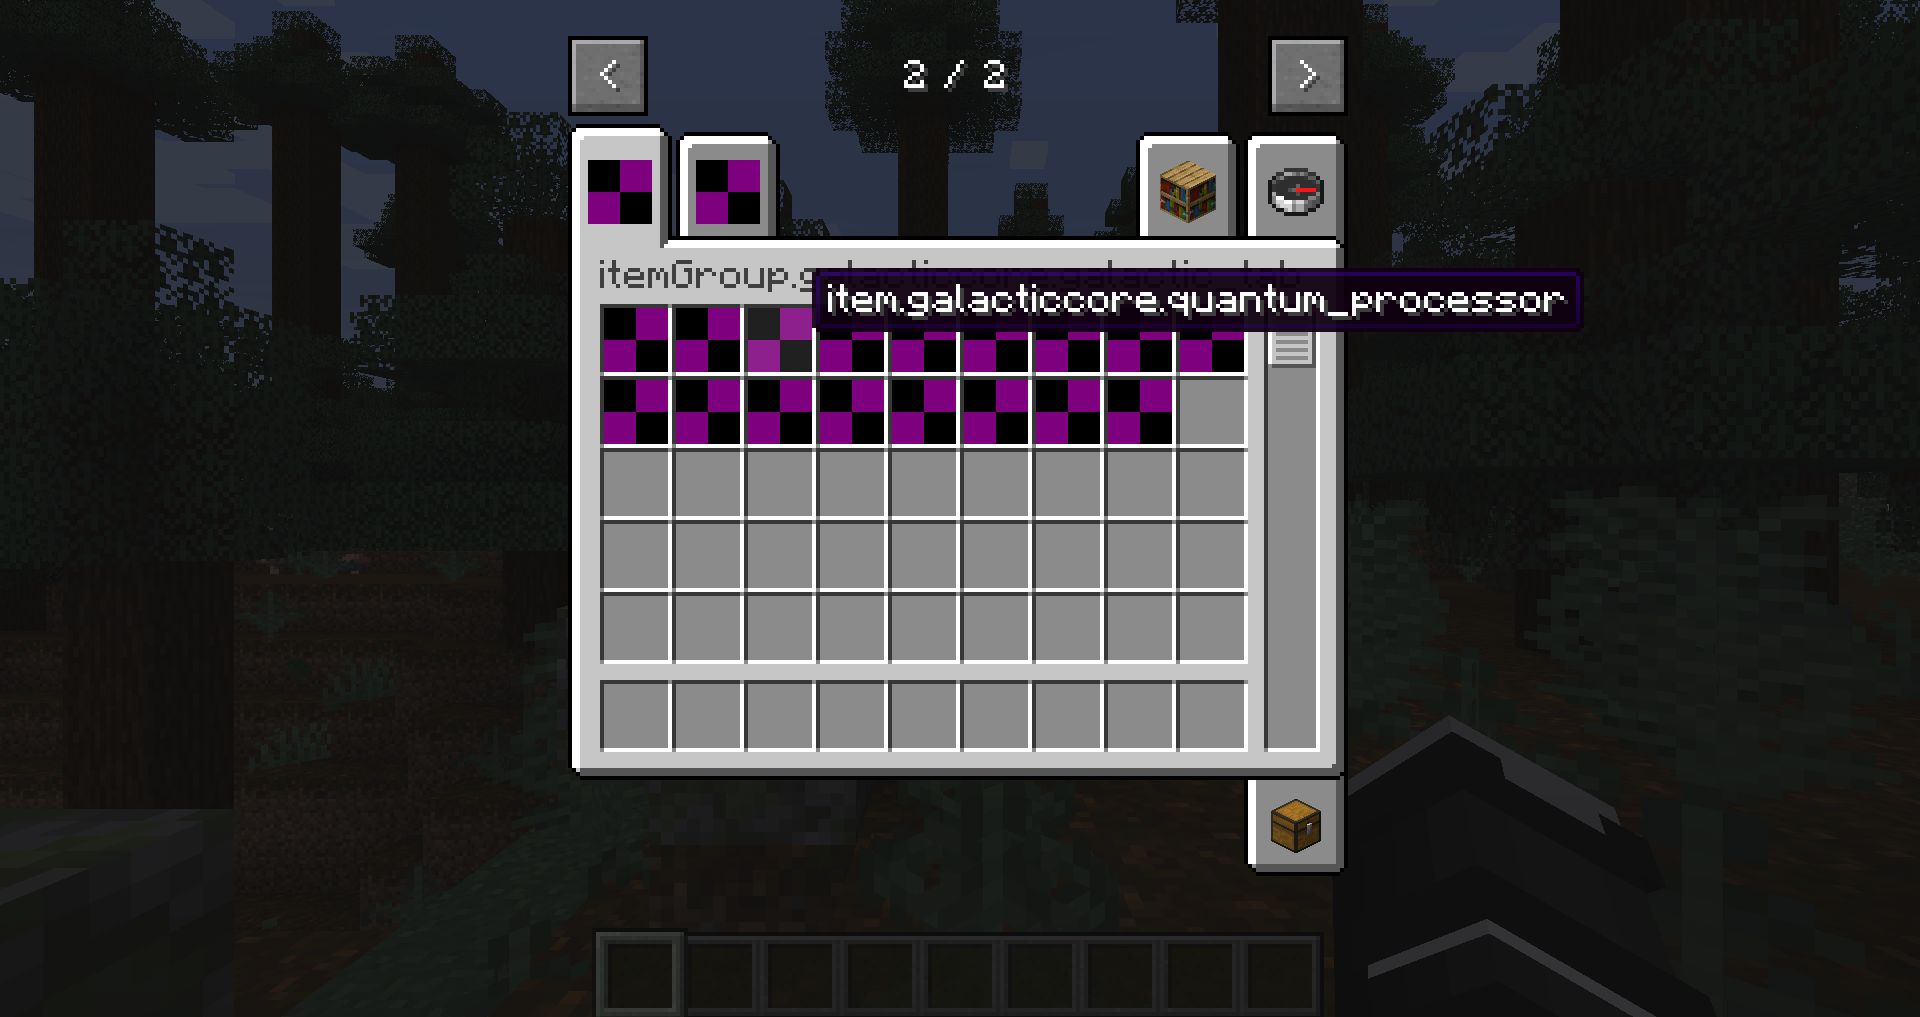 <
2 / 2
>
itemGroup.g
item.galacticcore.quantum_processor